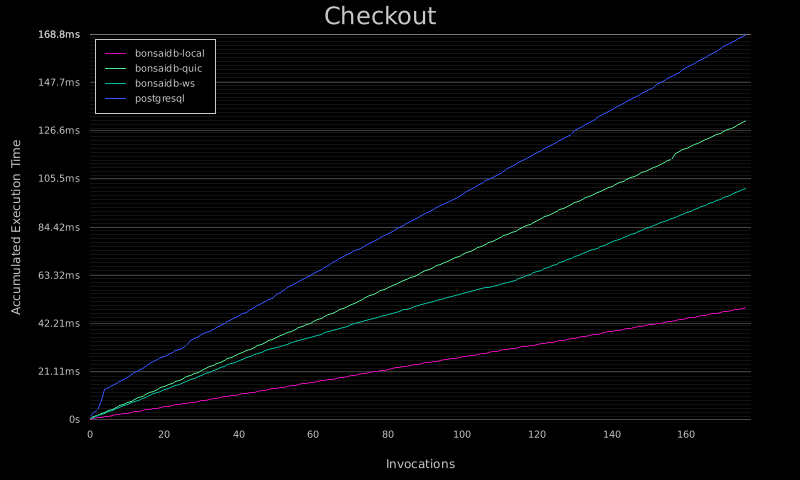 Checkout
168.8ms
147.7ms
126.6ms
105.5ms
84.42ms
63.32ms
42.21ms
21.11ms
0s
bonsaidb-local
bonsaidb-quic
bonsaidb-ws
postgresql
Accumulated Execution Time
0 20 40 60 80 100 120 140 160
Invocations